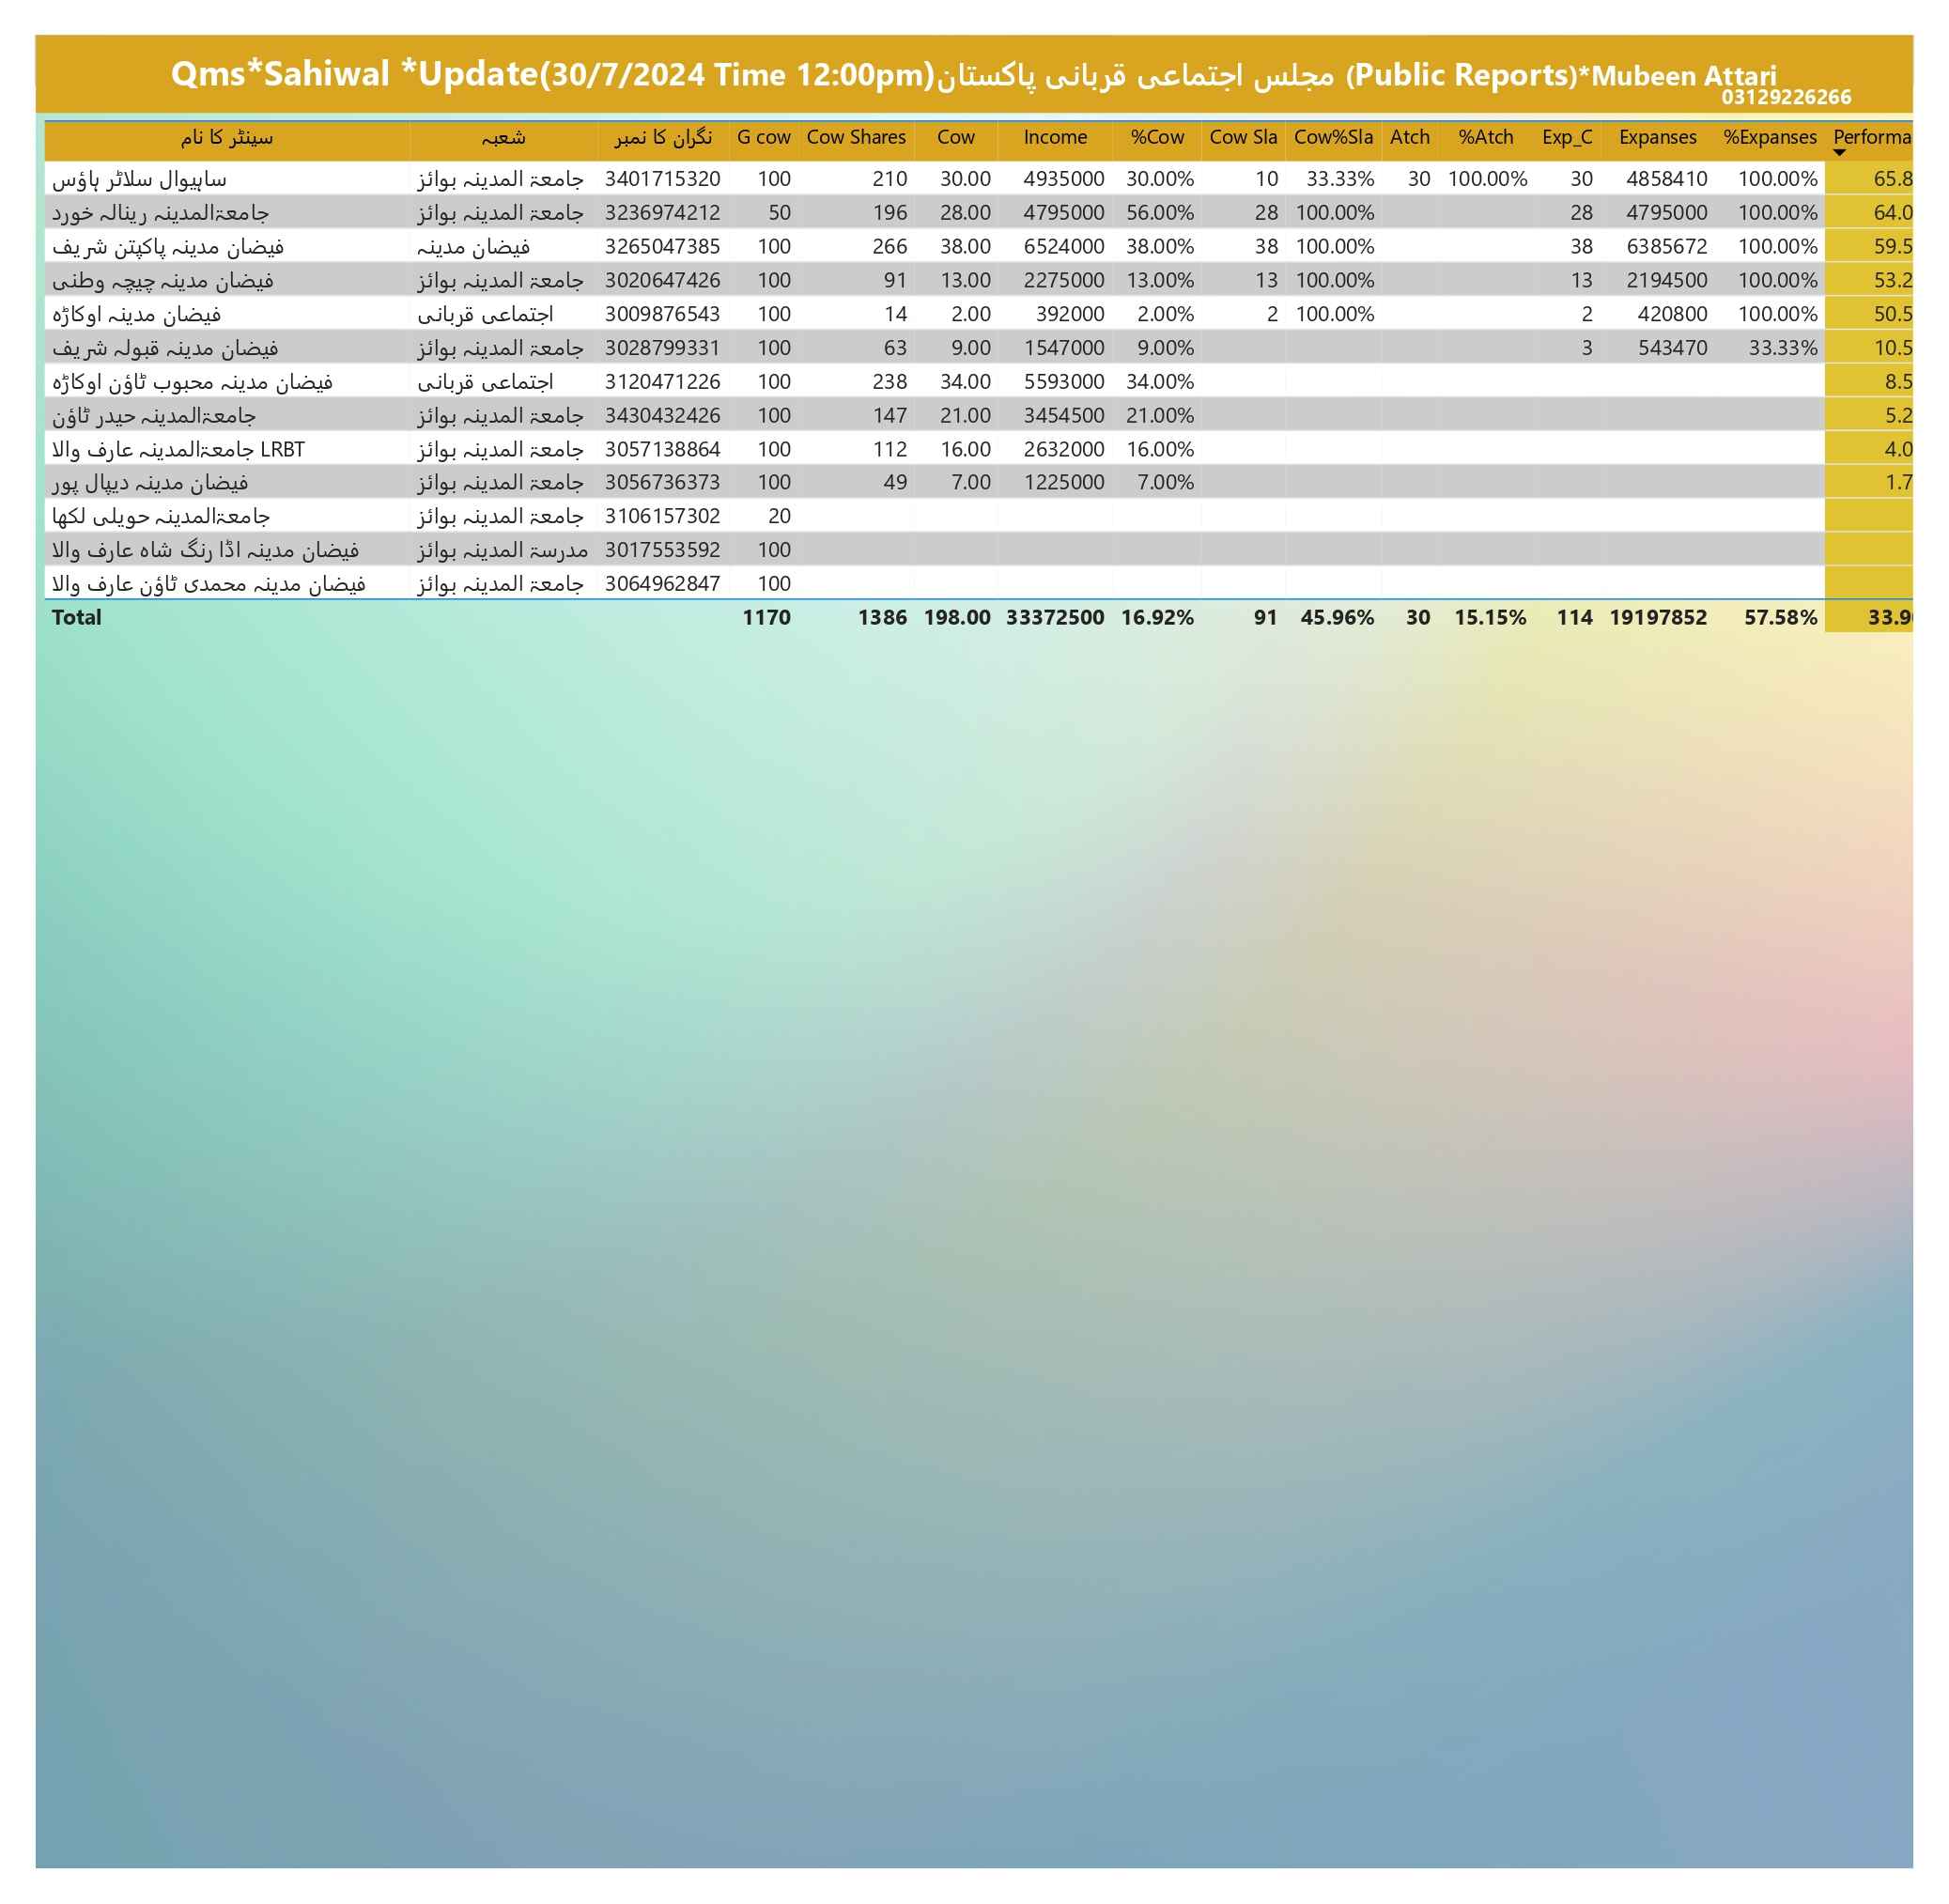 Qms*Sahiwal *Update(30/7/2024 Time 12:00pm)مجلس اجتماعی قربانی پاکستان (Public Reports)*Mubeen Attari
03129226266
سینٹر کا نام شعبہ نگران کا نمبر G cow Cow Shares Cow Income %Cow Cow Sla Cow%Sla Atch %Atch Exp_C Expanses %Expanses Performa
ساہیوال سلاٹر ہاؤس جامعۃ المدینہ بوائز 3401715320 100 210 30.00 4935000 30.00% 10 33.33% 30 100.00% 30 4858410 100.00% 65.8
جامعۃالمدینہ رینالہ خورد جامعۃ المدینہ بوائز 3236974212 50 196 28.00 4795000 56.00% 28 100.00% 28 4795000 100.00% 64.0
فیضان مدینہ پاکپتن شریف فیضان مدینہ 3265047385 100 266 38.00 6524000 38.00% 38 100.00% 38 6385672 100.00% 59.5
فیضان مدینہ چیچہ وطنی جامعۃ المدینہ بوائز 3020647426 100 91 13.00 2275000 13.00% 13 100.00% 13 2194500 100.00% 53.2
فیضان مدینہ اوکاڑہ اجتماعی قربانی 3009876543 100 14 2.00 392000 2.00% 2 100.00% 2 420800 100.00% 50.5
فیضان مدینہ قبولہ شریف جامعۃ المدینہ بوائز 3028799331 100 63 9.00 1547000 9.00% 3 543470 33.33% 10.5
فیضان مدینہ محبوب ٹاؤن اوکاڑہ اجتماعی قربانی 3120471226 100 238 34.00 5593000 34.00% 8.5
جامعۃالمدینہ حیدر ٹاؤن جامعۃ المدینہ بوائز 3430432426 100 147 21.00 3454500 21.00% 5.2
جامعۃالمدینہ عارف والا LRBT جامعۃ المدینہ بوائز 3057138864 100 112 16.00 2632000 16.00% 4.0
فیضان مدینہ دیپال پور جامعۃ المدینہ بوائز 3056736373 100 49 7.00 1225000 7.00% 1.7
جامعۃالمدینہ حویلی لکھا جامعۃ المدینہ بوائز 3106157302 20
فیضان مدینہ اڈا رنگ شاہ عارف والا مدرسۃ المدینہ بوائز 3017553592 100
فیضان مدینہ محمدی ٹاؤن عارف والا جامعۃ المدینہ بوائز 3064962847 100
Total 1170 1386 198.00 33372500 16.92% 91 45.96% 30 15.15% 114 19197852 57.58% 33.9